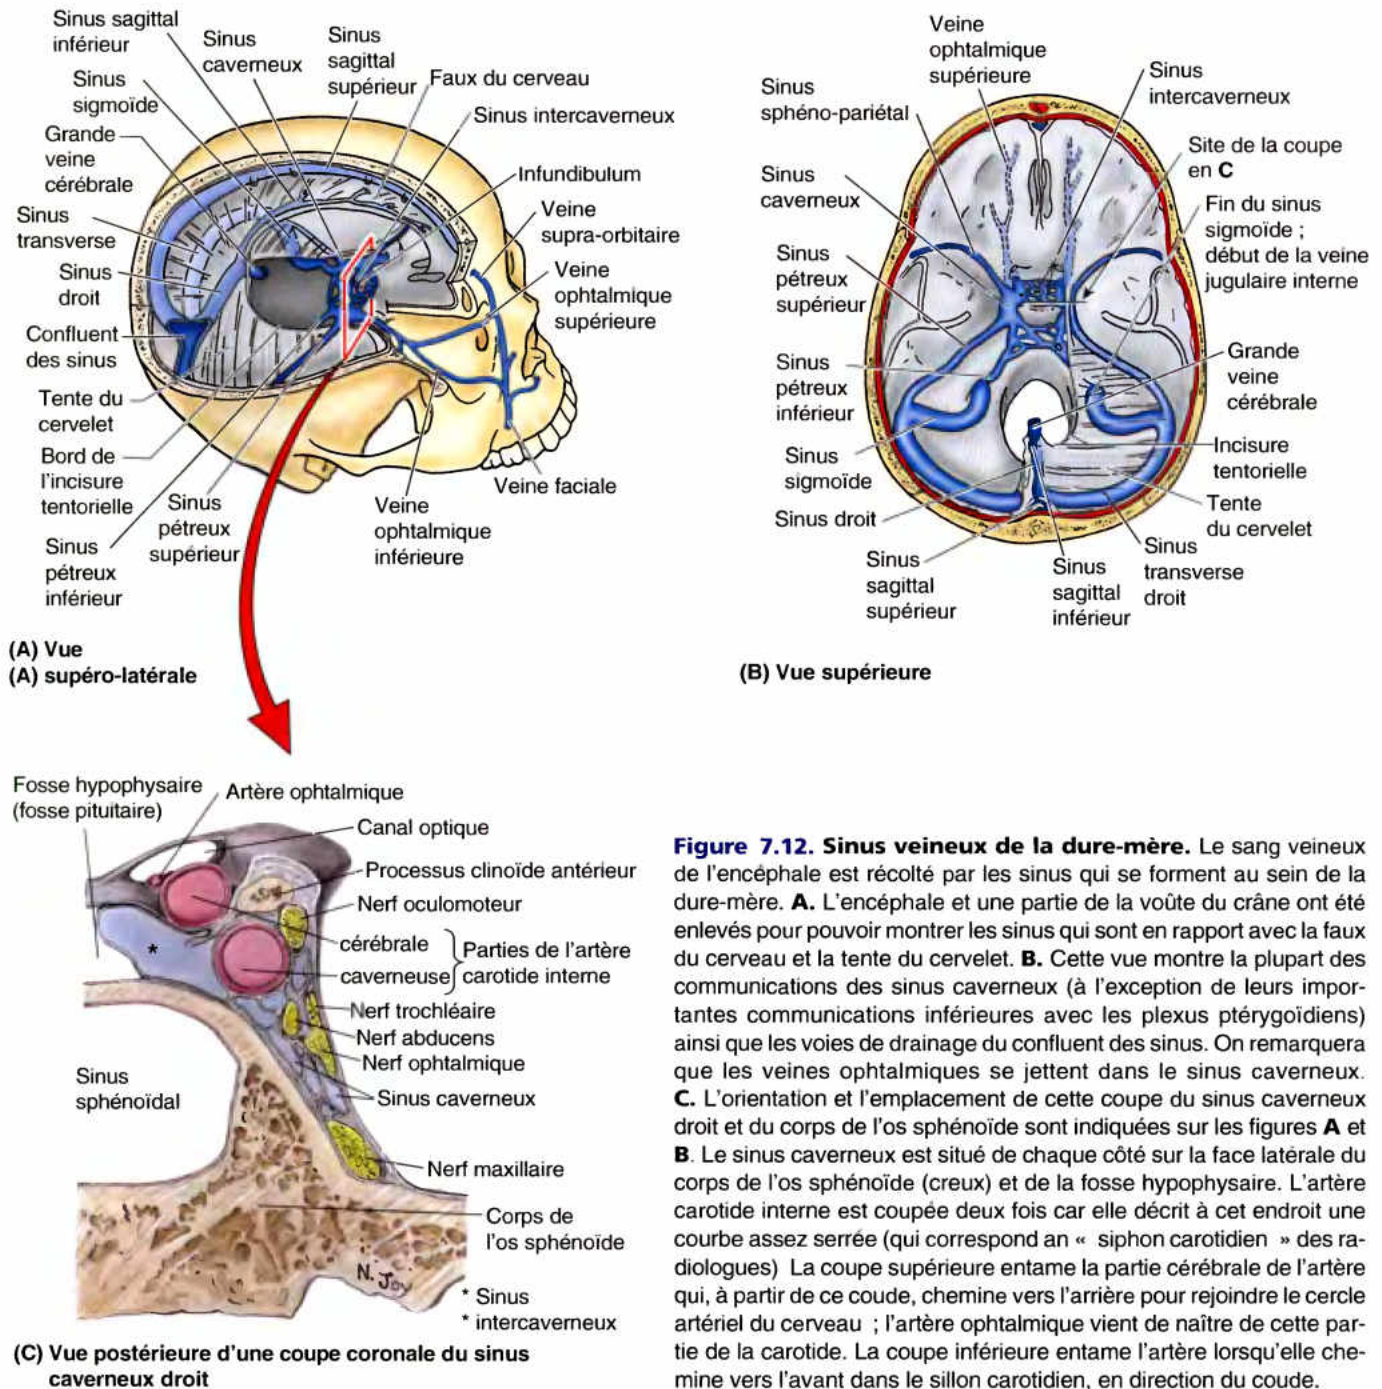 Sinus sagittal
inférieur
Sinus
caverneux
Sinus
sagittal
supérieur
Faux du cerveau
Sinus
sigmoïde
Sinus intercaverneux
Grande
veine
cérébrale
Infundibulum
Sinus
transverse
Veine
supra-orbitaire
Sinus
droit
Veine
ophtalmique
supérieure
Confluent
des sinus
Tente du
cervelet
Bord de
l'incisure
tentorielle
Sinus
pétreux
supérieur
Sinus
pétreux
inférieur
Veine
ophtalmique
inférieure
Veine faciale
(A) Vue
(A) supéro-latérale
Veine
ophtalmique
supérieure
Sinus
intercaverneux
Sinus
sphéno-pariétal
Site de la coupe
en C
Sinus
caverneux
Fin du sinus
sigmoïde ;
début de la veine
jugulaire interne
Sinus
pétreux
supérieur
Grande
veine
cérébrale
Sinus
pétreux
inférieur
Incisure
tentorielle
Sinus
sigmoïde
Tente
du cervelet
Sinus droit
Sinus
transverse
droit
Sinus
sagittal
supérieur
Sinus
sagittal
inférieur
(B) Vue supérieure
Fosse hypophysaire
(fosse pituitaire)
Artère ophtalmique
Canal optique
Processus clinoïde antérieur
Nerf oculomoteur
cérébrale
caverneuse
Parties de l'artère
carotide interne
*
Nerf trochléaire
Nerf abducens
Nerf ophtalmique
Sinus caverneux
Sinus
sphénoïdal
Nerf maxillaire
Corps de
l'os sphénoïde
N. Joy
* Sinus
* intercaverneux
(C) Vue postérieure d'une coupe coronale du sinus
caverneux droit
Figure 7.12. Sinus veineux de la dure-mère. Le sang veineux
de l'encéphale est récolté par les sinus qui se forment au sein de la
dure-mère. A. L'encéphale et une partie de la voûte du crâne ont été
enlevés pour pouvoir montrer les sinus qui sont en rapport avec la faux
du cerveau et la tente du cervelet. B. Cette vue montre la plupart des
communications des sinus caverneux (à l'exception de leurs impor-
tantes communications inférieures avec les plexus ptérygoïdiens)
ainsi que les voies de drainage du confluent des sinus. On remarquera
que les veines ophtalmiques se jettent dans le sinus caverneux.
C. L'orientation et l'emplacement de cette coupe du sinus caverneux
droit et du corps de l'os sphénoïde sont indiquées sur les figures A et
B. Le sinus caverneux est situé de chaque côté sur la face latérale du
corps de l'os sphénoïde (creux) et de la fosse hypophysaire. L'artère
carotide interne est coupée deux fois car elle décrit à cet endroit une
courbe assez serrée (qui correspond an « siphon carotidien » des ra-
diologues) La coupe supérieure entame la partie cérébrale de l'artère
qui, à partir de ce coude, chemine vers l'arrière pour rejoindre le cercle
artériel du cerveau ; l'artère ophtalmique vient de naître de cette par-
tie de la carotide. La coupe inférieure entame l'artère lorsqu'elle che-
mine vers l'avant dans le sillon carotidien, en direction du coude.